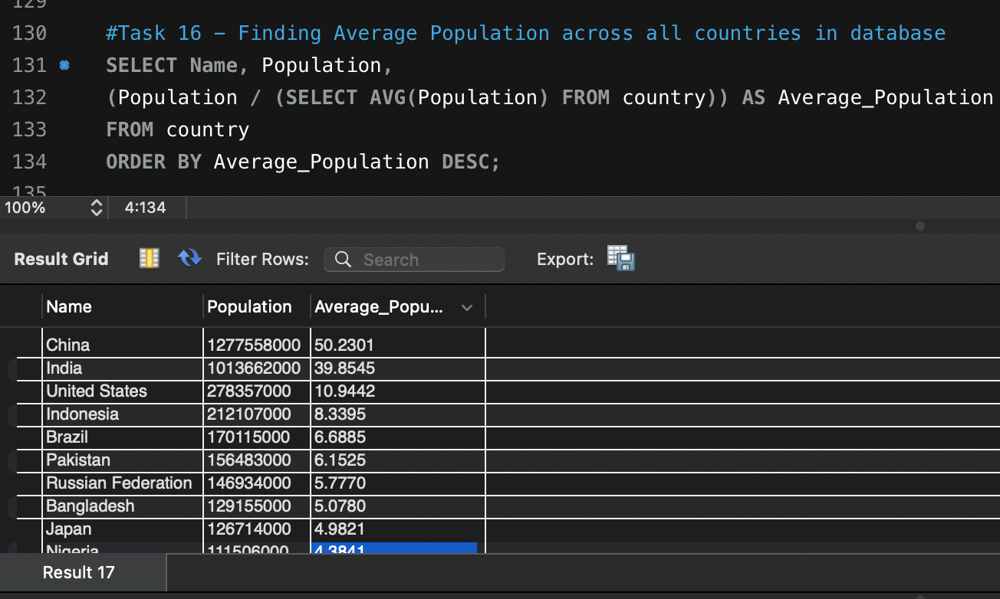 129
130 #Task 16 – Finding Average Population across all countries in database
131 SELECT Name, Population,
132 (Population / (SELECT AVG(Population) FROM country)) AS Average_Population
133 FROM country
134 ORDER BY Average_Population DESC;
135
100% 4:134
Result Grid Filter Rows: Search Export:
Name Population Average_Popu...
China 1277558000 50.2301
India 1013662000 39.8545
United States 278357000 10.9442
Indonesia 212107000 8.3395
Brazil 170115000 6.6885
Pakistan 156483000 6.1525
Russian Federation 146934000 5.7770
Bangladesh 129155000 5.0780
Japan 126714000 4.9821
Nigeria 111506000 4.3841
Result 17